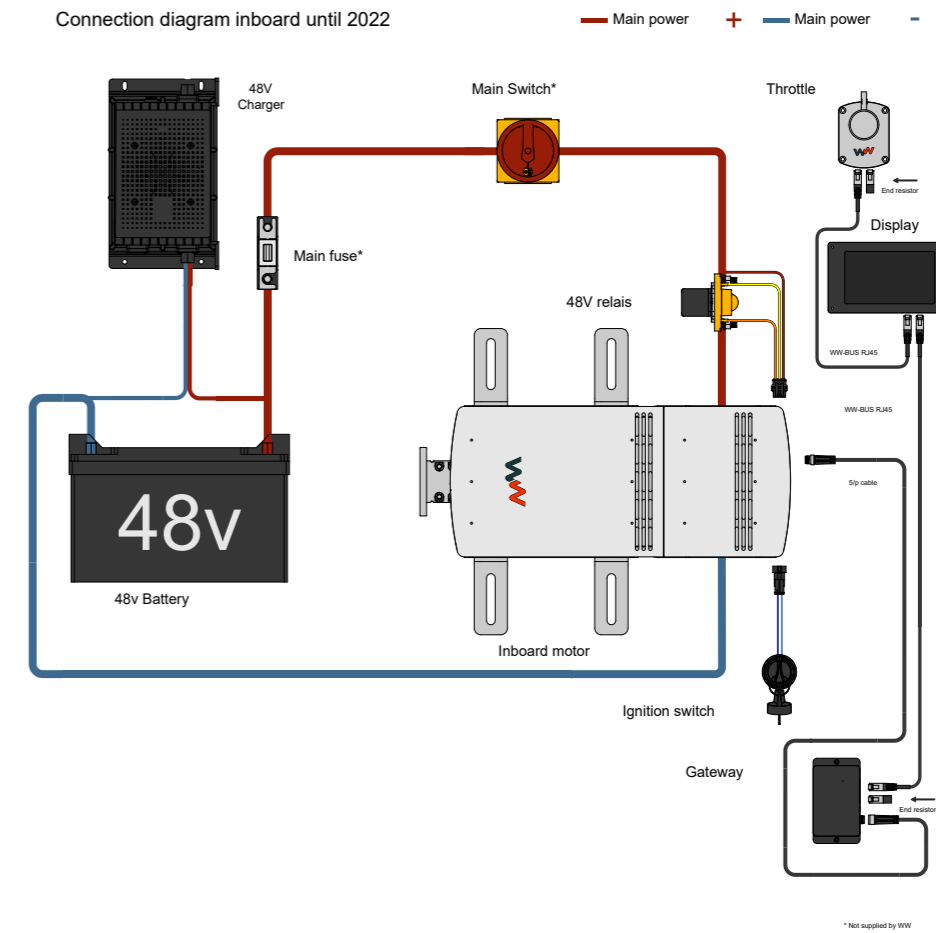 Connection diagram inboard until 2022
Main power +
Main power -
48V
Charger
Main Switch*
Throttle
End resistor
Main fuse*
Display
48V relais
WW-BUS RJ45
WW-BUS RJ45
5/p cable
48v
48v Battery
Inboard motor
Ignition switch
Gateway
End resistor
* Not supplied by WW